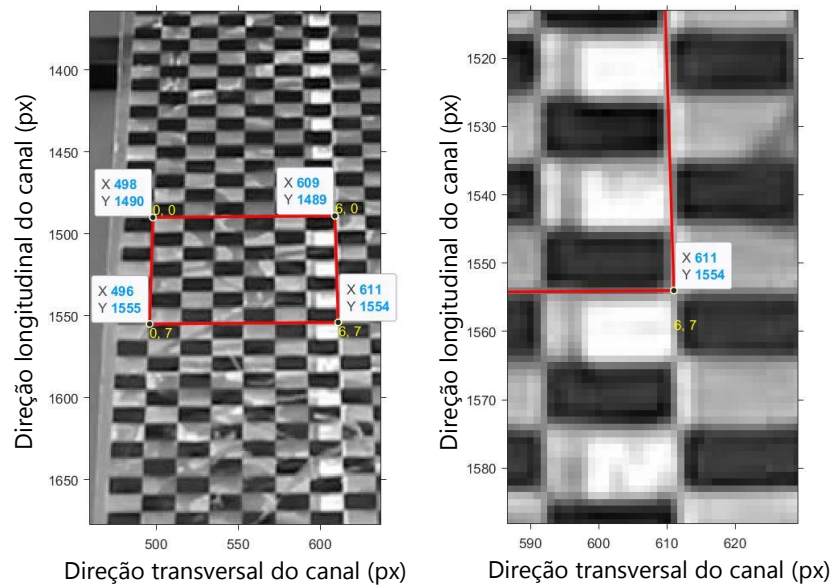 Direção longitudinal do canal (px)
1400
1450
1500
1550
1600
1650
X 498
Y 1490
X 609
Y 1489
0, 0
6, 0
X 496
Y 1555
X 611
Y 1554
0, 7
6, 7
500
550
600
Direção transversal do canal (px)
Direção longitudinal do canal (px)
1520
1530
1540
1550
1560
1570
1580
X 611
Y 1554
6, 7
590
600
610
620
Direção transversal do canal (px)